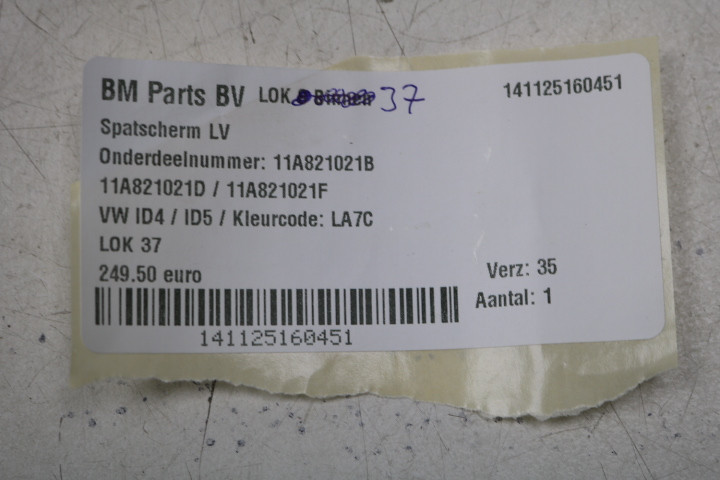 BM Parts BV LOK 37 141125160451
Spatscherm LV
Onderdeelnummer: 11A821021B
11A821021D / 11A821021F
VW ID4 / ID5 / Kleurcode: LA7C
LOK 37
249.50 euro Verz: 35
Aantal: 1
141125160451